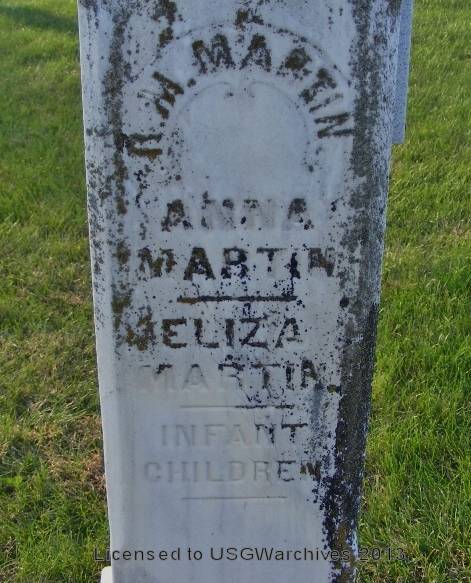 M. MARTIN
ANNA
MARTIN
ELIZA
MARTIN.
INFANT
CHILDREN
Licensed to USGWarchives 2013